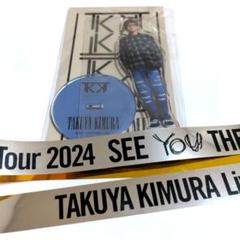 TAKUYA KIMURA
Tour 2024 SEE YOU THE
TAKUYA KIMURA Li